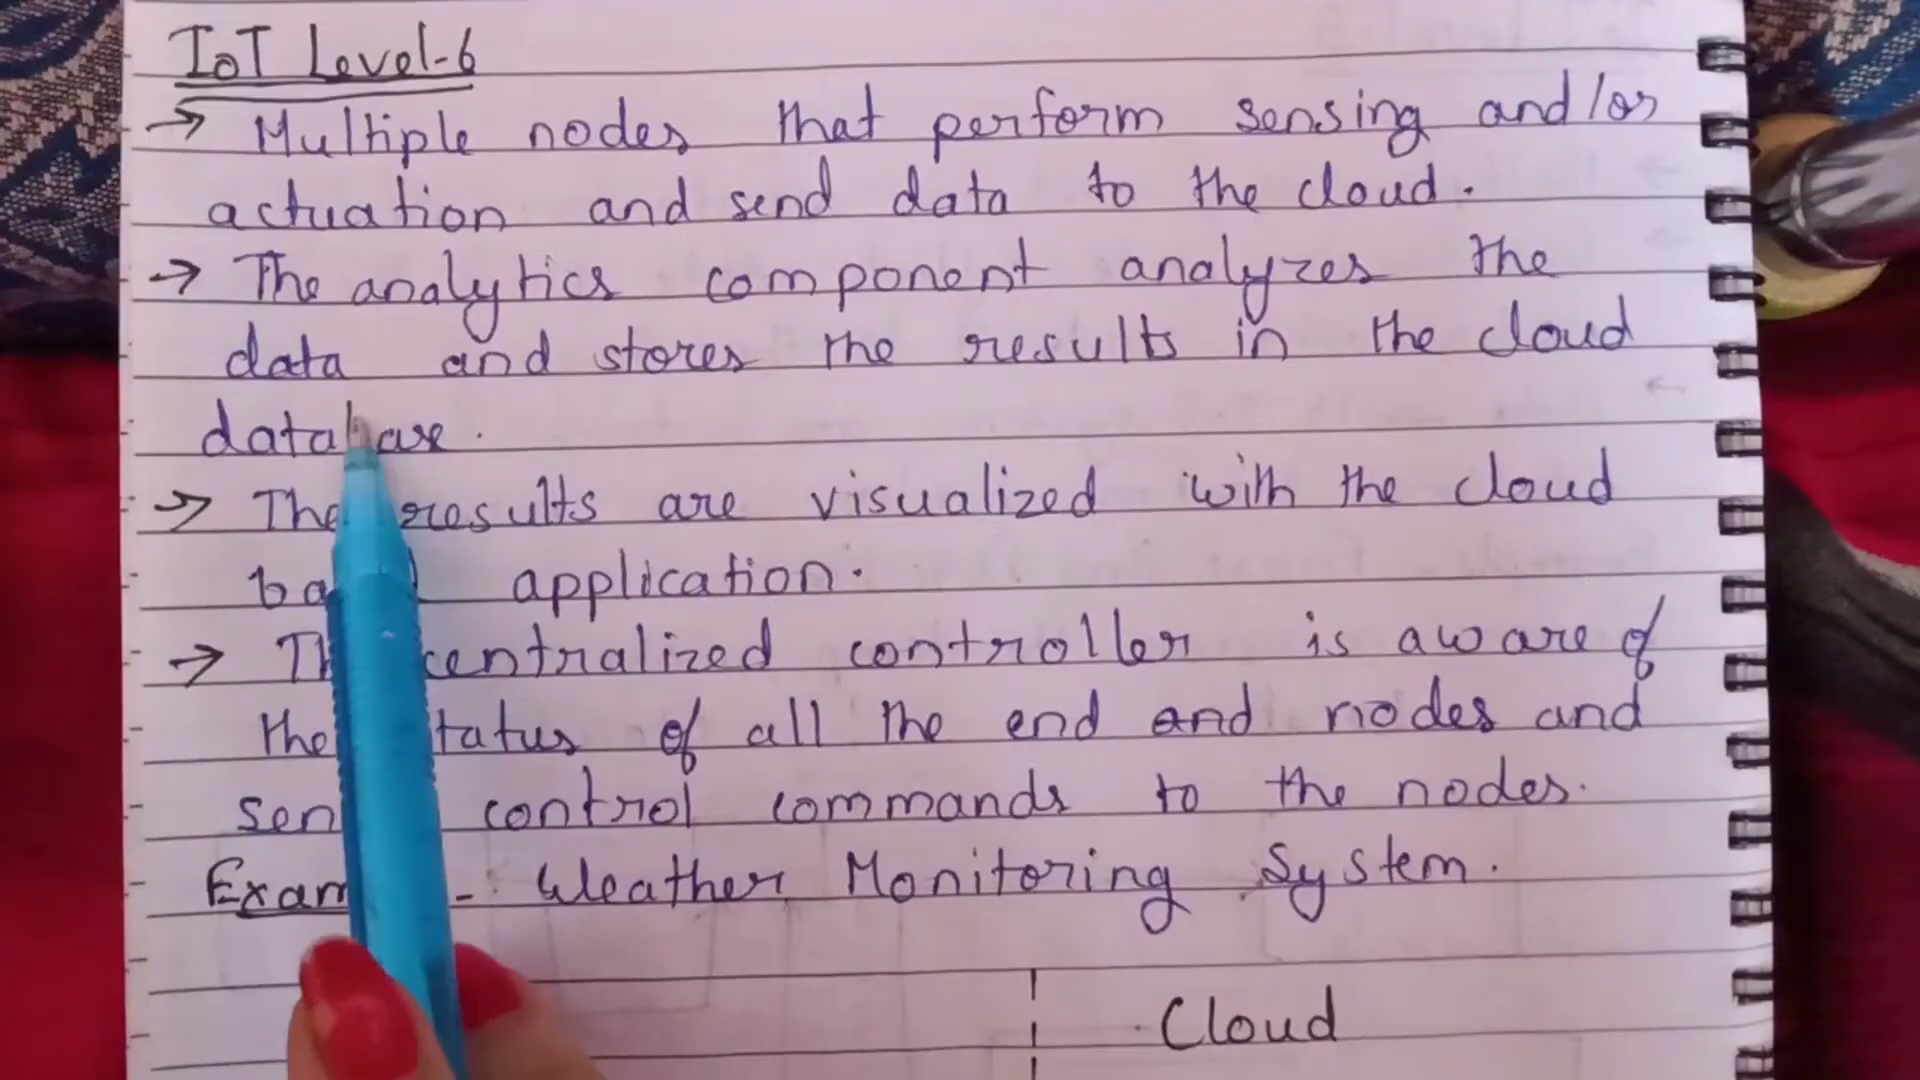 IoT Level-6
→ Multiple nodes that perform sensing and/or
actuation and send data to the cloud.
→ The analytics component analyzes the
data and stores the results in the cloud
database.
→ The results are visualized with the cloud
application.
→ centralized controller is aware of
the status of all the end and nodes and
control commands to the nodes.
- Weather Monitoring System.
Cloud